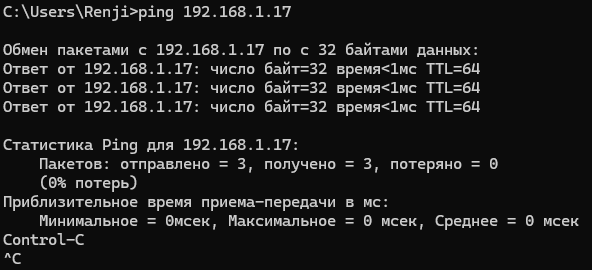 C:\Users\Renji>ping 192.168.1.17
Обмен пакетами с 192.168.1.17 по с 32 байтами данных:
Ответ от 192.168.1.17: число байт=32 время<1мс TTL=64
Ответ от 192.168.1.17: число байт=32 время<1мс TTL=64
Ответ от 192.168.1.17: число байт=32 время<1мс TTL=64
Статистика Ping для 192.168.1.17:
    Пакетов: отправлено = 3, получено = 3, потеряно = 0
    (0% потерь)
Приблизительное время приема-передачи в мс:
    Минимальное = 0мсек, Максимальное = 0 мсек, Среднее = 0 мсек
Control-C
^C